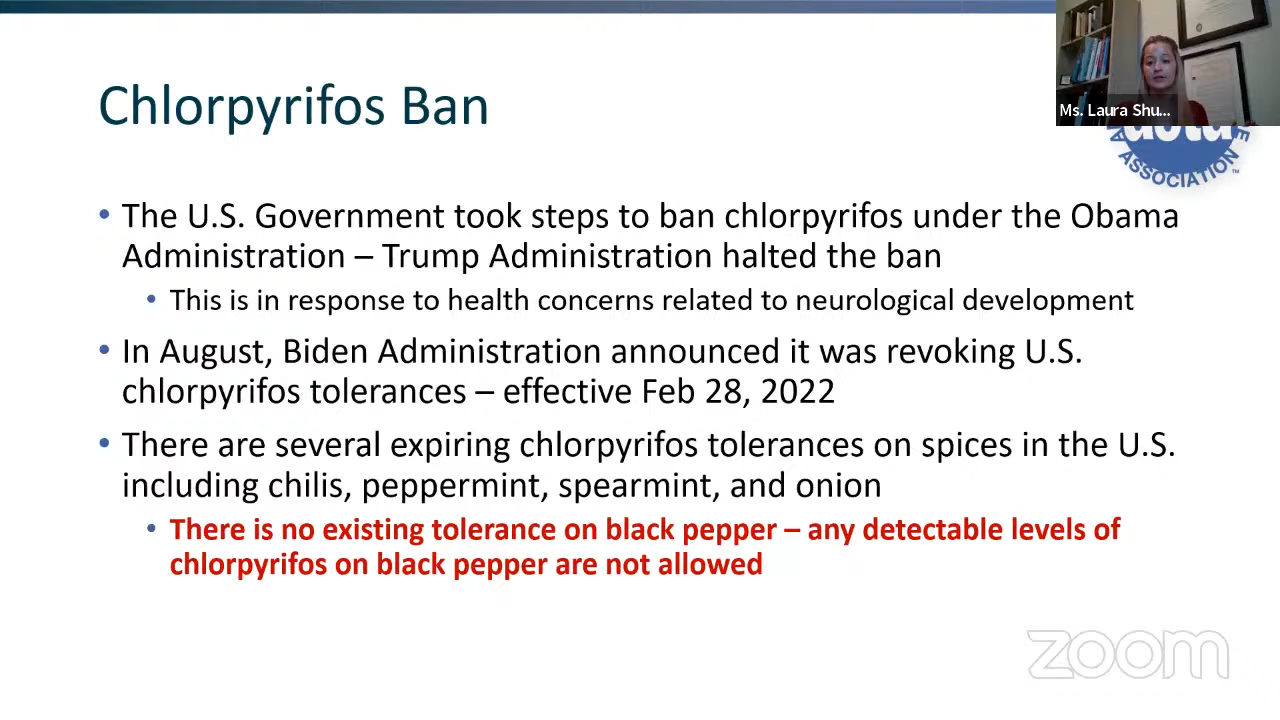 Chlorpyrifos Ban
Ms. Laura Shu...
ASSOCIATION™
• The U.S. Government took steps to ban chlorpyrifos under the Obama
Administration – Trump Administration halted the ban
• This is in response to health concerns related to neurological development
• In August, Biden Administration announced it was revoking U.S.
chlorpyrifos tolerances – effective Feb 28, 2022
• There are several expiring chlorpyrifos tolerances on spices in the U.S.
including chilis, peppermint, spearmint, and onion
• There is no existing tolerance on black pepper – any detectable levels of
chlorpyrifos on black pepper are not allowed
zoom